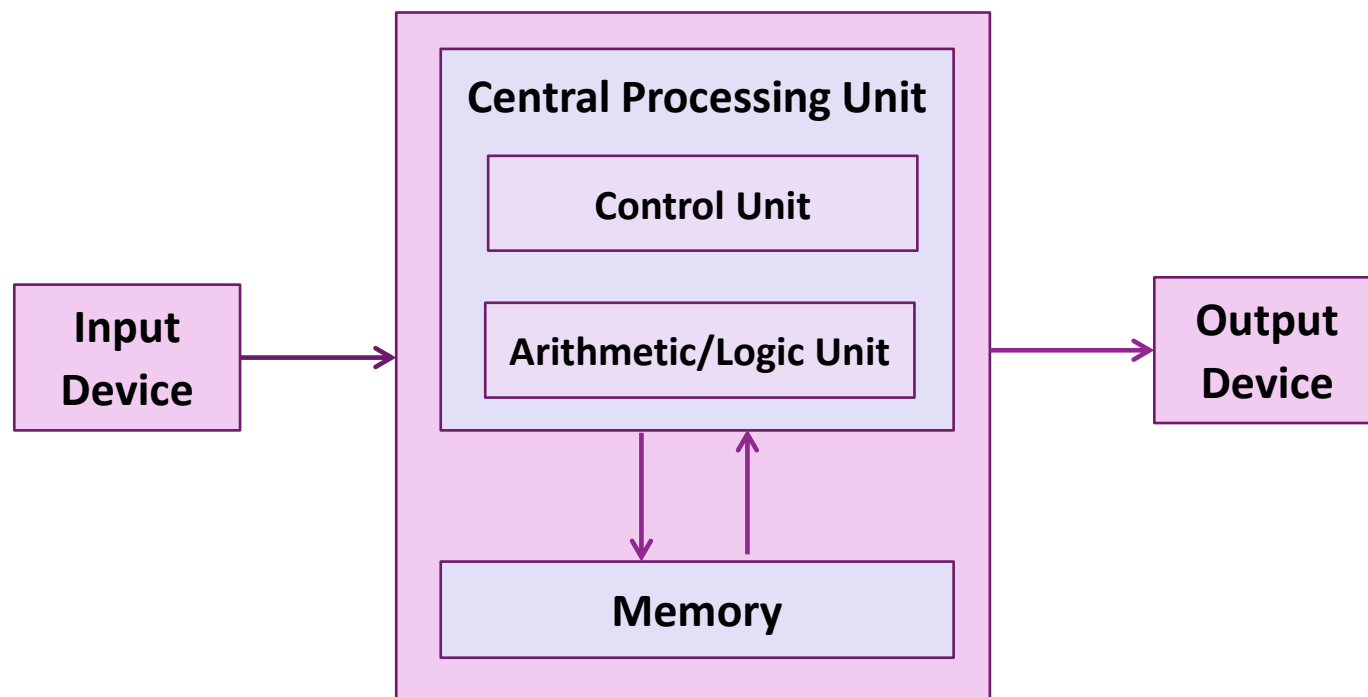 Central Processing Unit
Control Unit
Arithmetic/Logic Unit
Input
Device
Output
Device
Memory